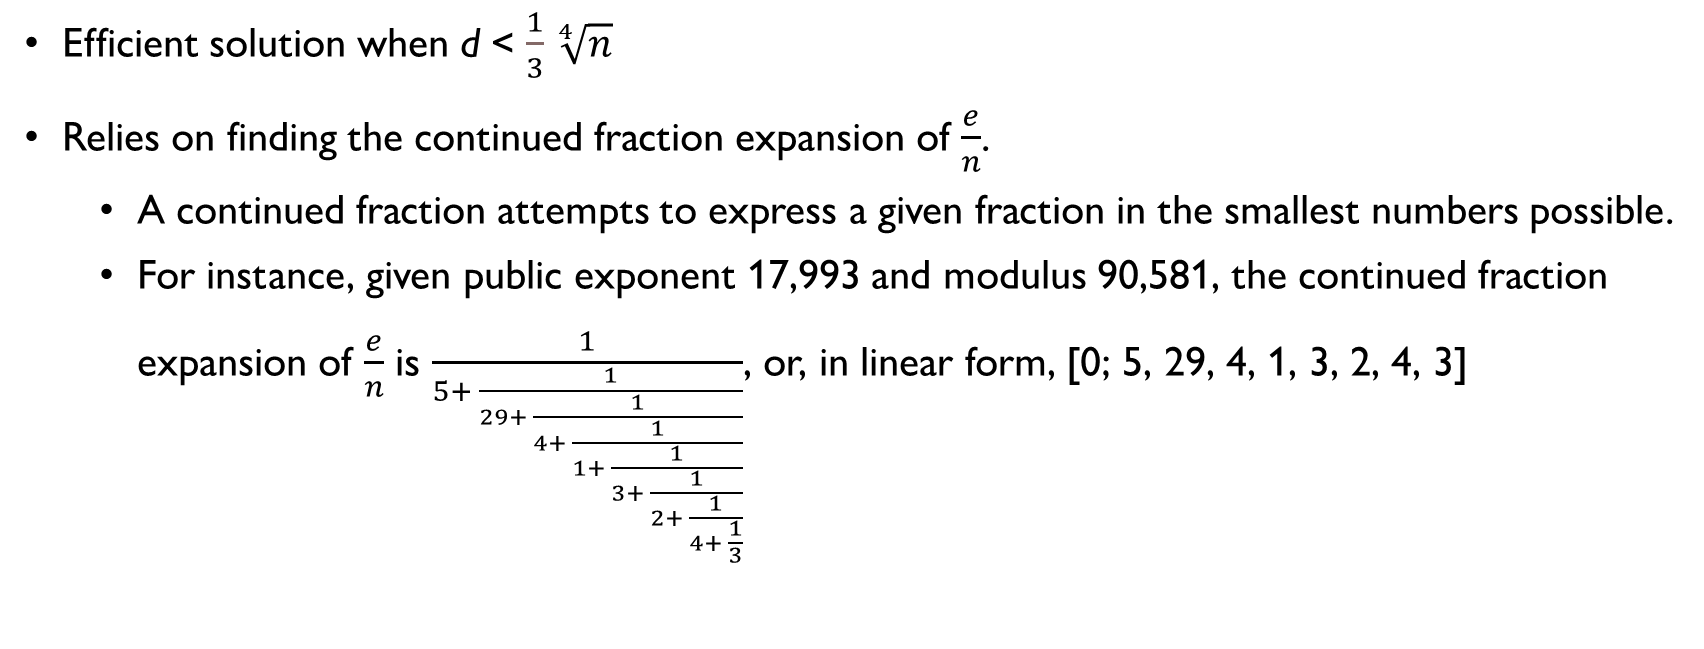 • Efficient solution when d < 1/3 ∜n
• Relies on finding the continued fraction expansion of e/n.
• A continued fraction attempts to express a given fraction in the smallest numbers possible.
• For instance, given public exponent 17,993 and modulus 90,581, the continued fraction
expansion of e/n is 1/(5+1/(29+1/(4+1/(1+1/(3+1/(2+1/(4+1/3))))))), or, in linear form, [0; 5, 29, 4, 1, 3, 2, 4, 3]